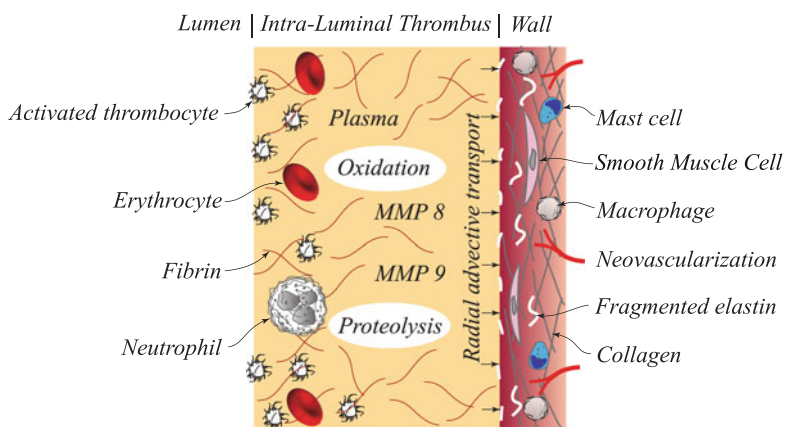 Lumen | Intra-Luminal Thrombus | Wall
Activated thrombocyte
Erythrocyte
Fibrin
Neutrophil
Plasma
Oxidation
MMP 8
MMP 9
Proteolysis
Radial advective transport
Mast cell
Smooth Muscle Cell
Macrophage
Neovascularization
Fragmented elastin
Collagen